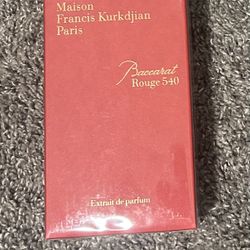 Maison
Francis Kurkdjian
Paris
Baccarat
Rouge 540
Extrait de parfum